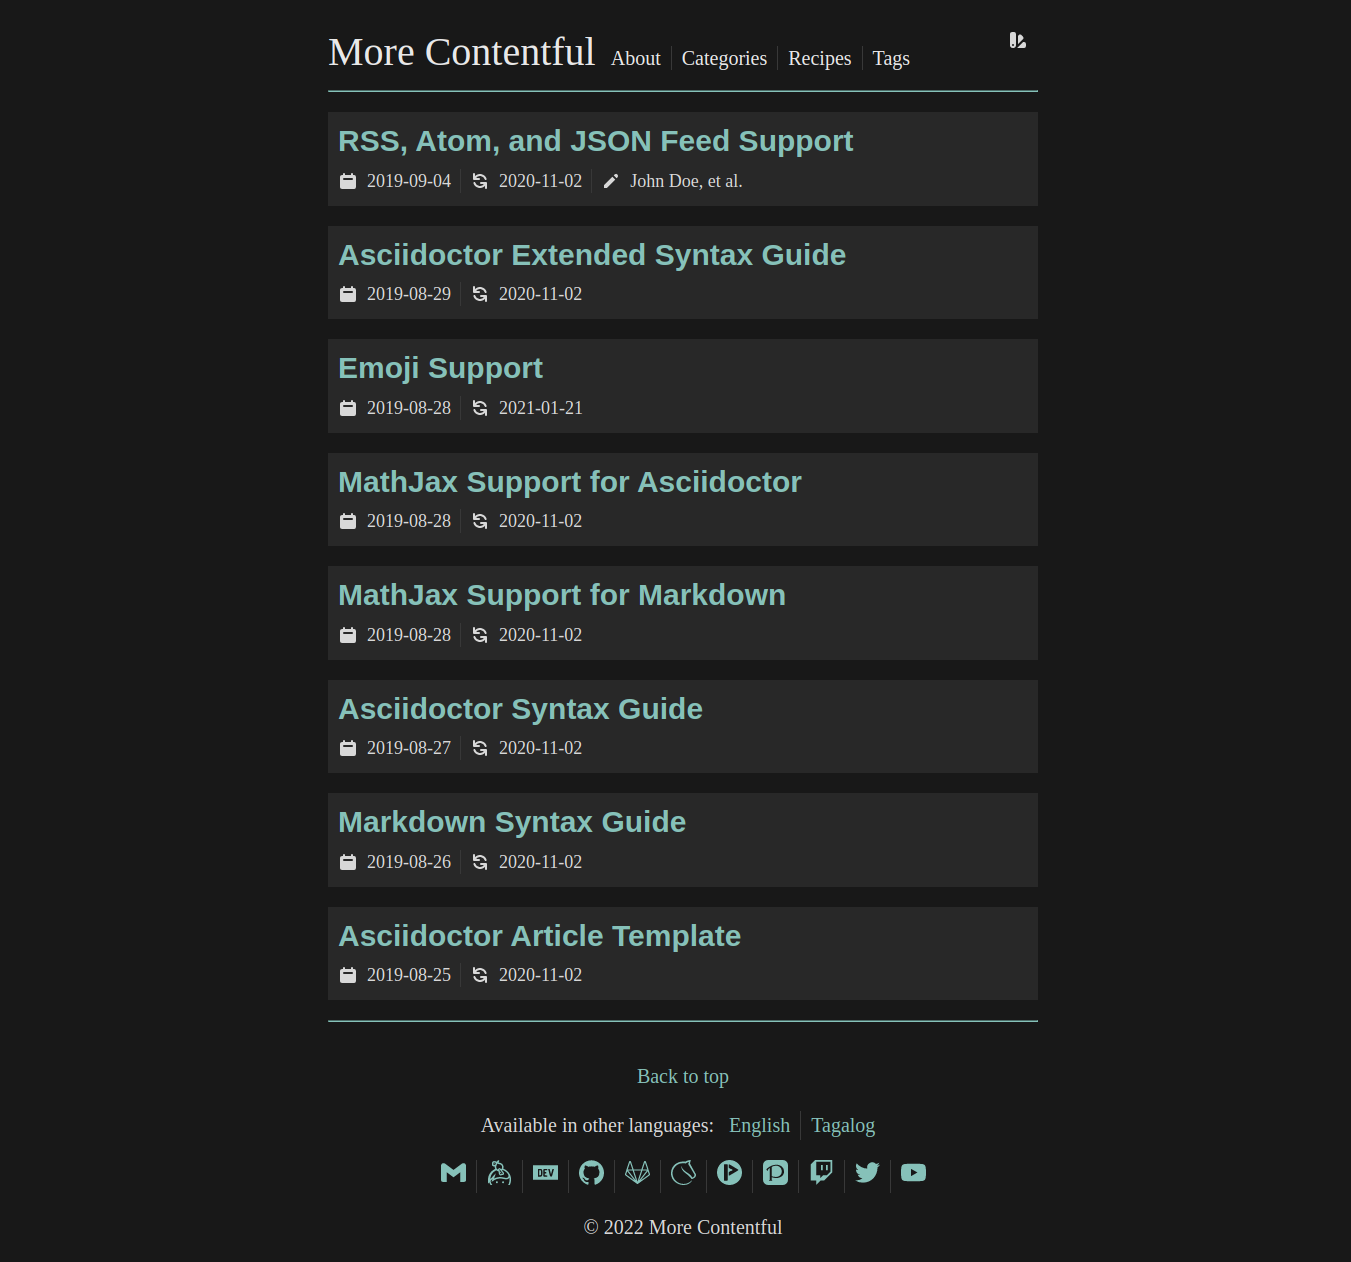 More Contentful About Categories Recipes Tags
RSS, Atom, and JSON Feed Support
2019-09-04 2020-11-02 John Doe, et al.
Asciidoctor Extended Syntax Guide
2019-08-29 2020-11-02
Emoji Support
2019-08-28 2021-01-21
MathJax Support for Asciidoctor
2019-08-28 2020-11-02
MathJax Support for Markdown
2019-08-28 2020-11-02
Asciidoctor Syntax Guide
2019-08-27 2020-11-02
Markdown Syntax Guide
2019-08-26 2020-11-02
Asciidoctor Article Template
2019-08-25 2020-11-02
Back to top
Available in other languages: English Tagalog
DEV
© 2022 More Contentful